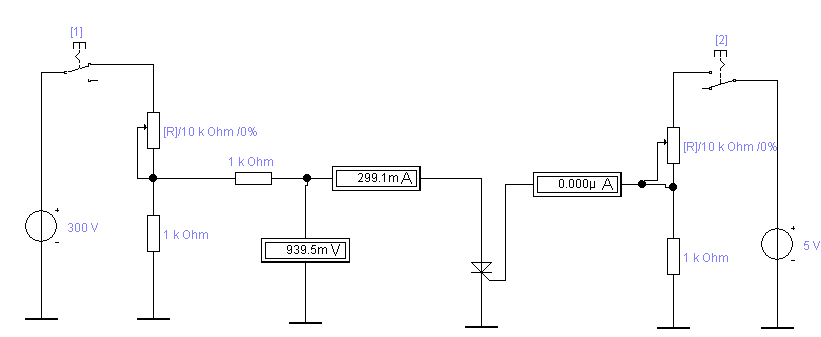 [1]
[2]
[R]/10 k Ohm /0%
[R]/10 k Ohm /0%
1 k Ohm
299.1m A
0.000µ A
300 V
+
-
1 k Ohm
939.5m V
1 k Ohm
+
-
5 V